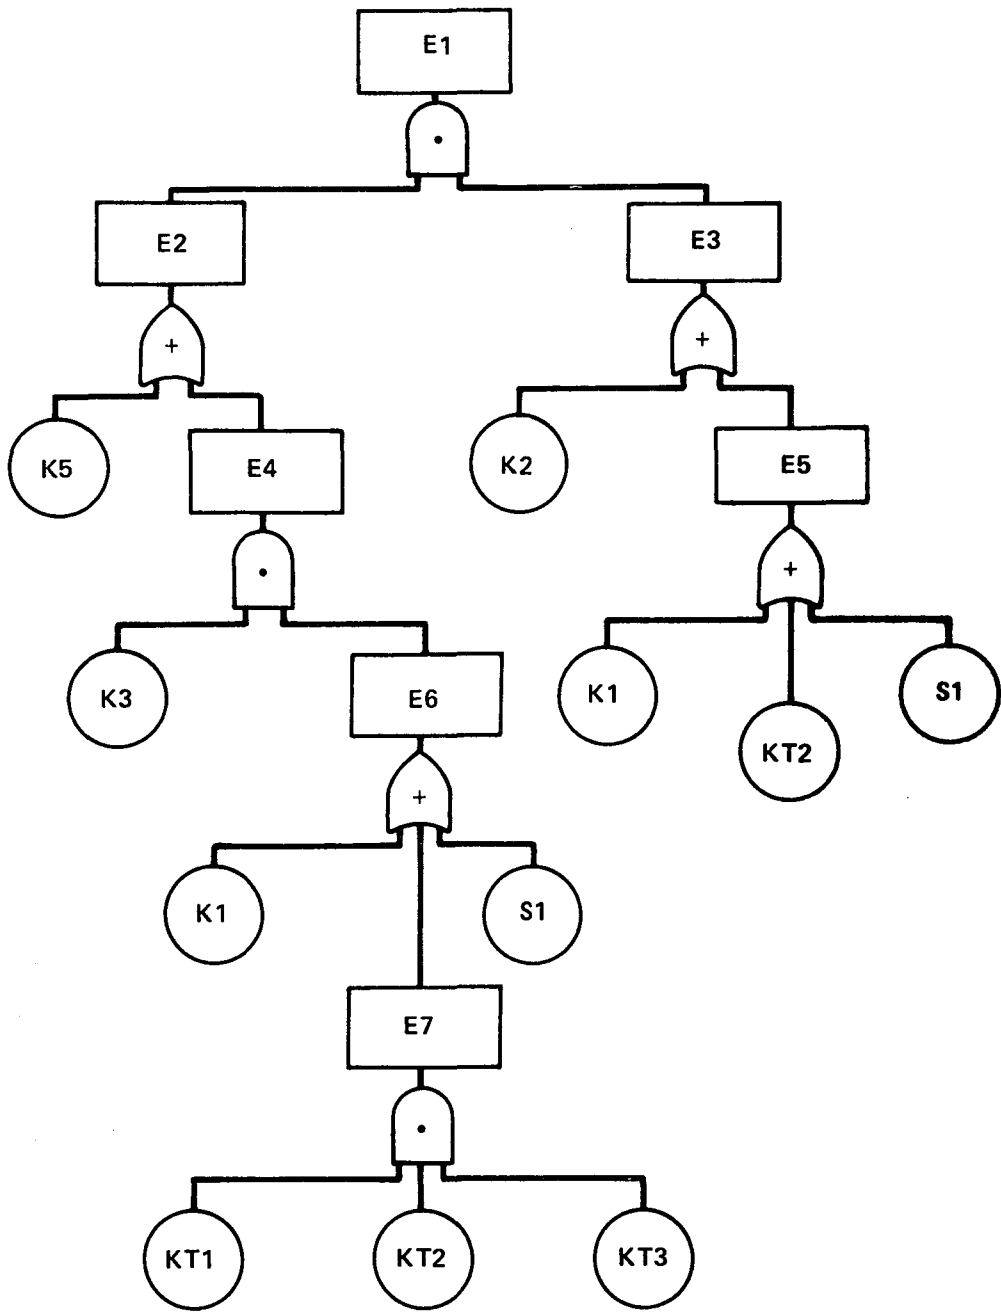 E1
•
E2
E3
+
+
K5
E4
K2
E5
•
+
K3
E6
K1
KT2
S1
+
K1
S1
E7
•
KT1
KT2
KT3